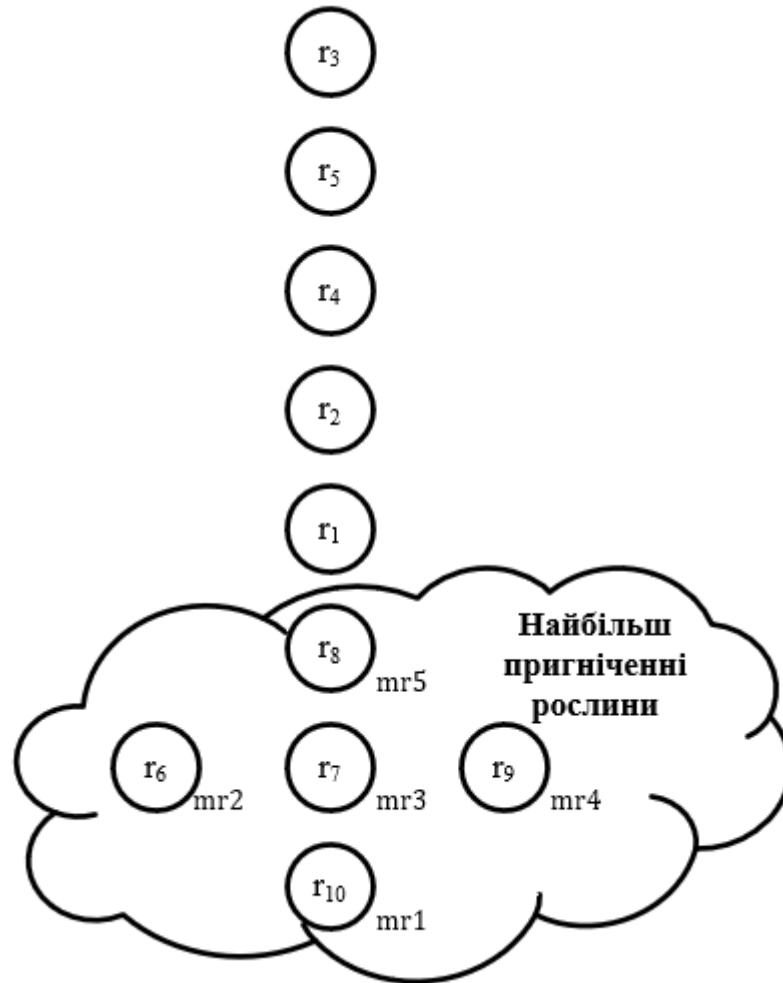 r₃
r₅
r₄
r₂
r₁
r₈
mr5
Найбільш
пригніченні
рослини
r₆
mr2
r₇
mr3
r₉
mr4
r₁₀
mr1